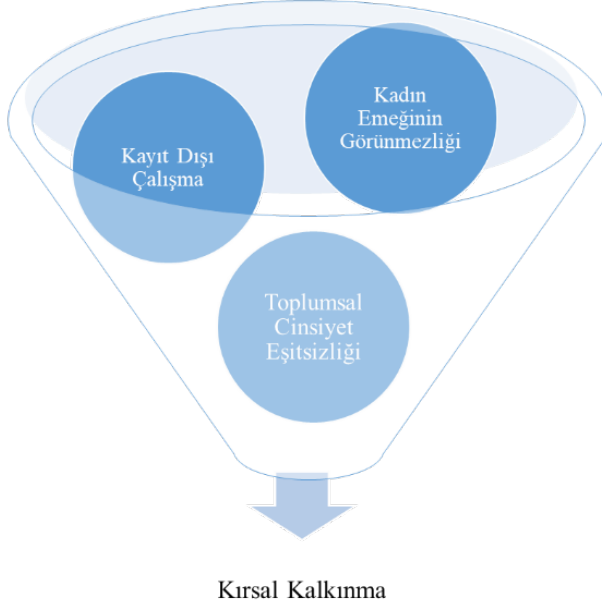 Kadın
Emeğinin
Görünmezliği
Kayıt Dışı
Çalışma
Toplumsal
Cinsiyet
Eşitsizliği
Kırsal Kalkınma